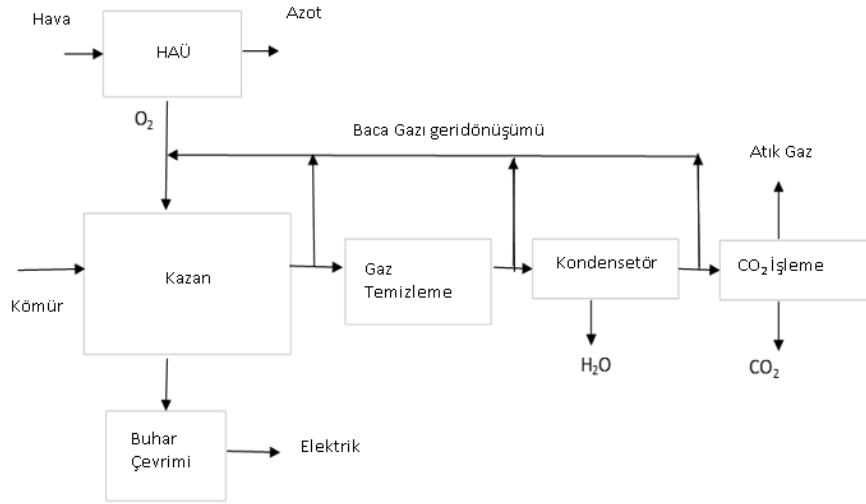 Hava
Azot
HAÜ
O₂
Baca Gazı geridönüşümü
Atık Gaz
Kömür
Kazan
Gaz
Temizleme
Kondensetör
CO₂ İşleme
H₂O
CO₂
Buhar
Çevrimi
Elektrik